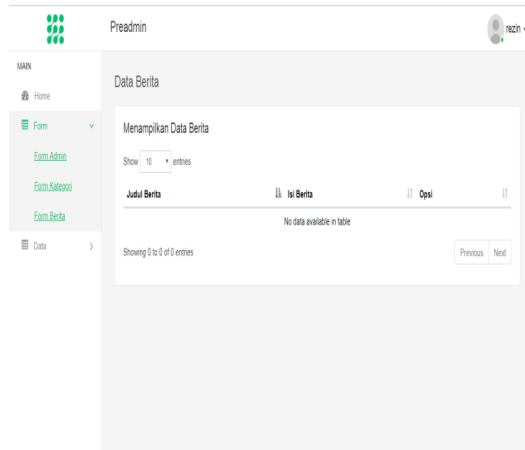 Preadmin
rezin
MAIN
Home
Form
Form Admin
Form Kategori
Form Berita
Data
Data Berita
Menampilkan Data Berita
Show 10 entries
Judul Berita Isi Berita Opsi
No data available in table
Showing 0 to 0 of 0 entries
Previous Next